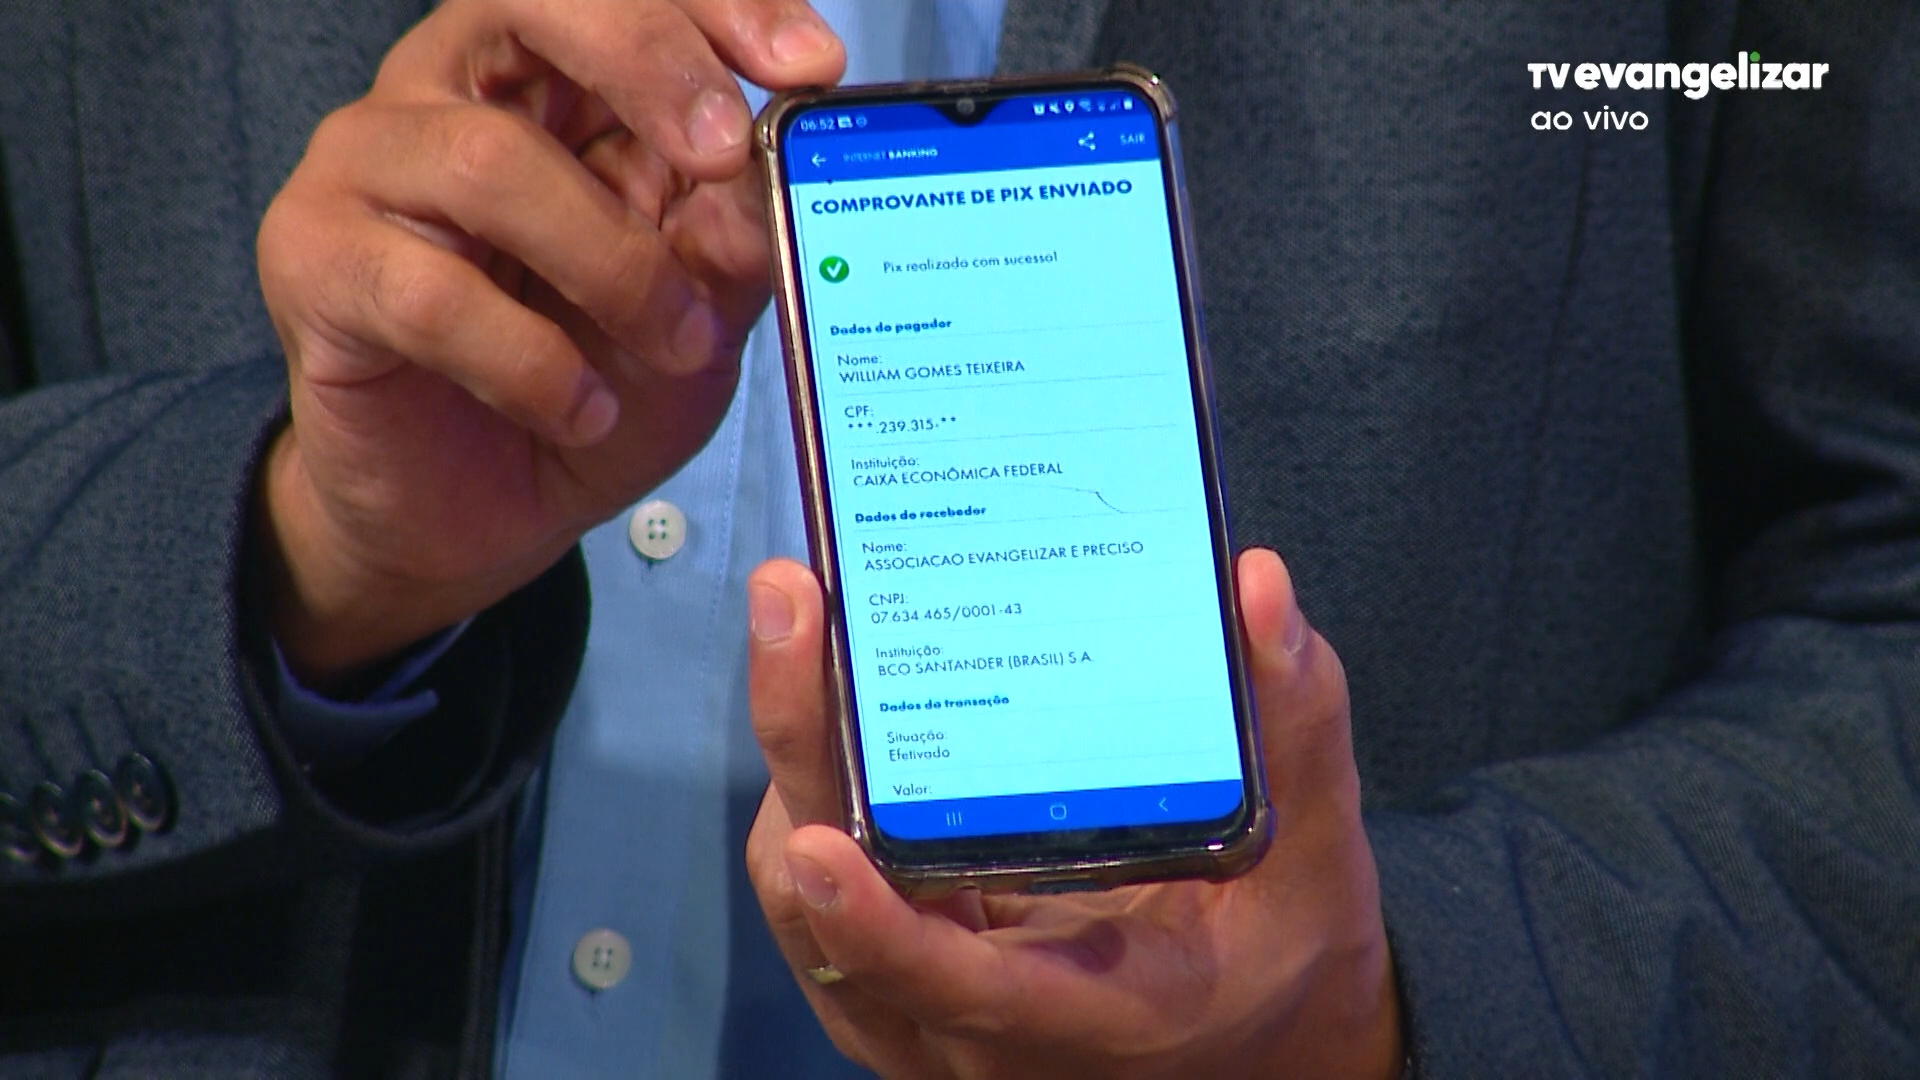 TV evangelizar
ao vivo
06:52
INTERNET BANKING
SAIR
COMPROVANTE DE PIX ENVIADO
Pix realizado com sucesso!
Dados do pagador
Nome:
WILLIAM GOMES TEIXEIRA
CPF:
***.239.315-**
Instituição:
CAIXA ECONÔMICA FEDERAL
Dados do recebedor
Nome:
ASSOCIACAO EVANGELIZAR E PRECISO
CNPJ:
07.634.465/0001-43
Instituição:
BCO SANTANDER (BRASIL) S.A.
Dados da transação
Situação:
Efetivado
Valor: